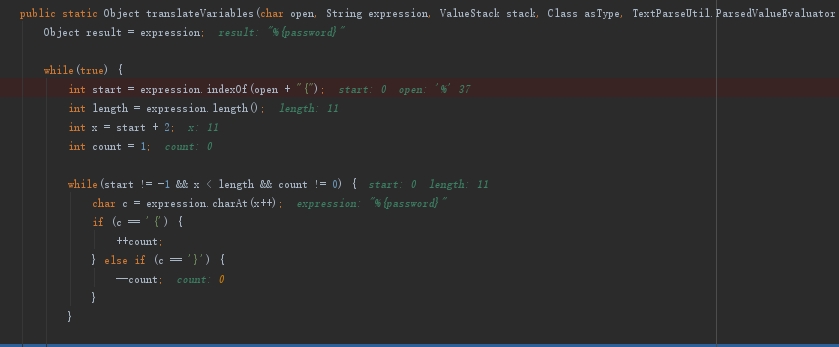 public static Object translateVariables(char open, String expression, ValueStack stack, Class asType, TextParseUtil.ParsedValueEvaluator
Object result = expression; result: "%{password}"
while(true) {
int start = expression.indexOf(open + "{"); start: 0 open: '%' 37
int length = expression.length(); length: 11
int x = start + 2; x: 11
int count = 1; count: 0
while(start != -1 && x < length && count != 0) { start: 0 length: 11
char c = expression.charAt(x++); expression: "%{password}"
if (c == '{') {
++count;
} else if (c == '}') {
--count; count: 0
}
}